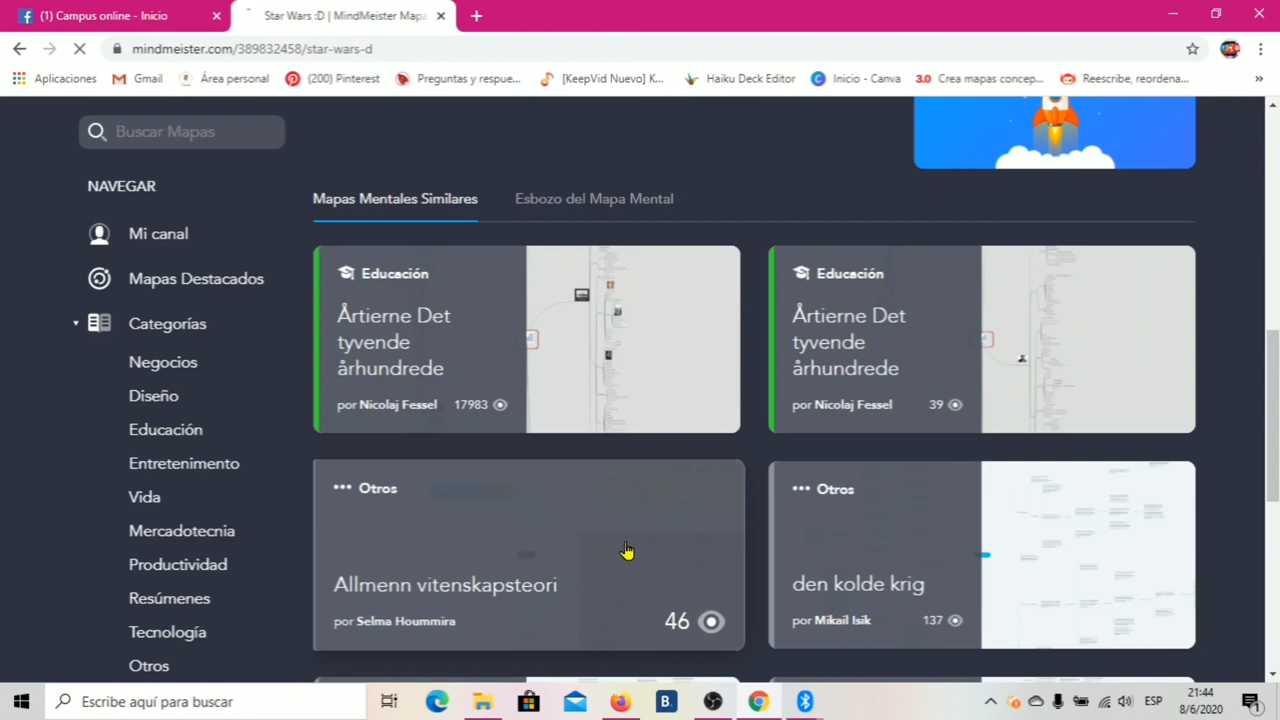 (1) Campus online - Inicio
Star Wars :D | MindMeister Mapa
mindmeister.com/389832458/star-wars-d
Aplicaciones
Gmail
Área personal
(200) Pinterest
Preguntas y respue...
[KeepVid Nuevo] K...
Haiku Deck Editor
Inicio - Canva
3.0 Crea mapas concep...
Reescribe, reordena...
Buscar Mapas
NAVEGAR
Mi canal
Mapas Destacados
Categorías
Negocios
Diseño
Educación
Entretenimento
Vida
Mercadotecnia
Productividad
Resúmenes
Tecnología
Otros
Mapas Mentales Similares
Esbozo del Mapa Mental
Educación
Årtierne Det
tyvende
århundrede
por Nicolaj Fessel 17983
Educación
Årtierne Det
tyvende
århundrede
por Nicolaj Fessel 39
Otros
Allmenn vitenskapsteori
por Selma Hoummira 46
Otros
den kolde krig
por Mikail Isik 137
Escribe aquí para buscar
B.
ESP
21:44
8/6/2020
1